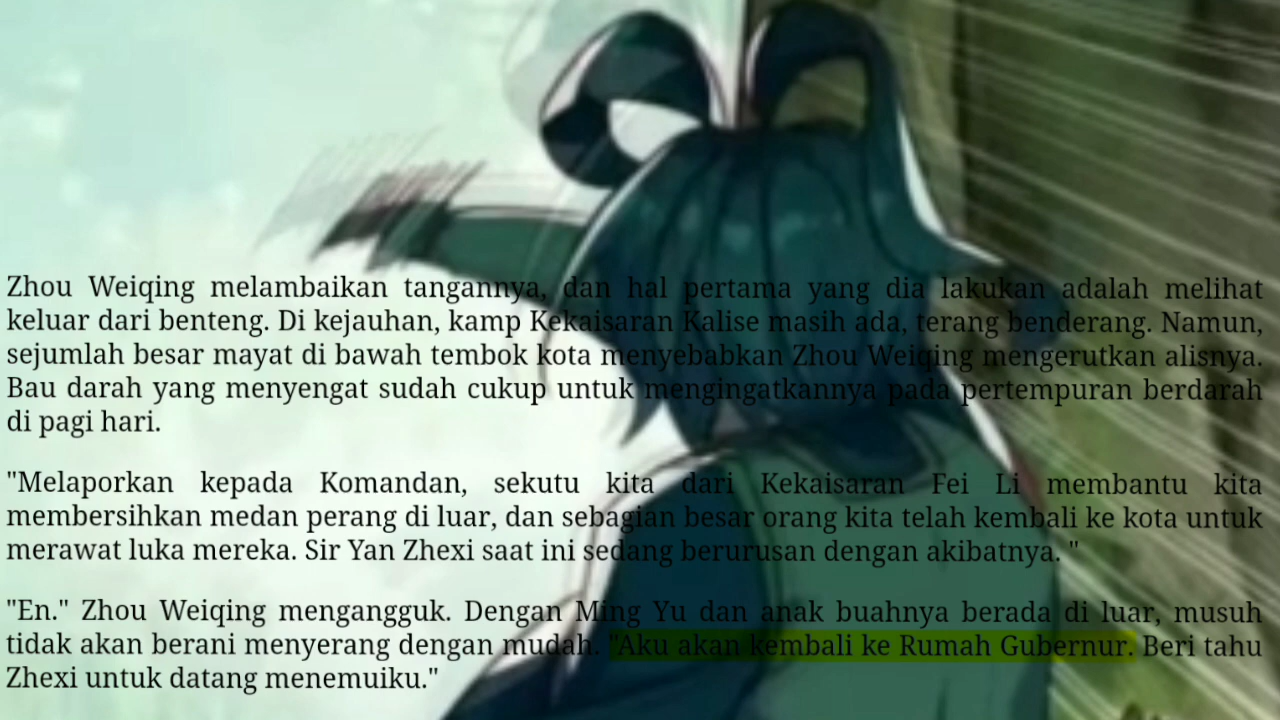 Zhou Weiqing melambaikan tangannya, dan hal pertama yang dia lakukan adalah melihat
keluar dari benteng. Di kejauhan, kamp Kekaisaran Kalise masih ada, terang benderang. Namun,
sejumlah besar mayat di bawah tembok kota menyebabkan Zhou Weiqing mengerutkan alisnya.
Bau darah yang menyengat sudah cukup untuk mengingatkannya pada pertempuran berdarah
di pagi hari.
"Melaporkan kepada Komandan, sekutu kita dari Kekaisaran Fei Li membantu kita
membersihkan medan perang di luar, dan sebagian besar orang kita telah kembali ke kota untuk
merawat luka mereka. Sir Yan Zhexi saat ini sedang berurusan dengan akibatnya. "
"En." Zhou Weiqing mengangguk. Dengan Ming Yu dan anak buahnya berada di luar, musuh
tidak akan berani menyerang dengan mudah. "Aku akan kembali ke Rumah Gubernur. Beri tahu
Zhexi untuk datang menemuiku."